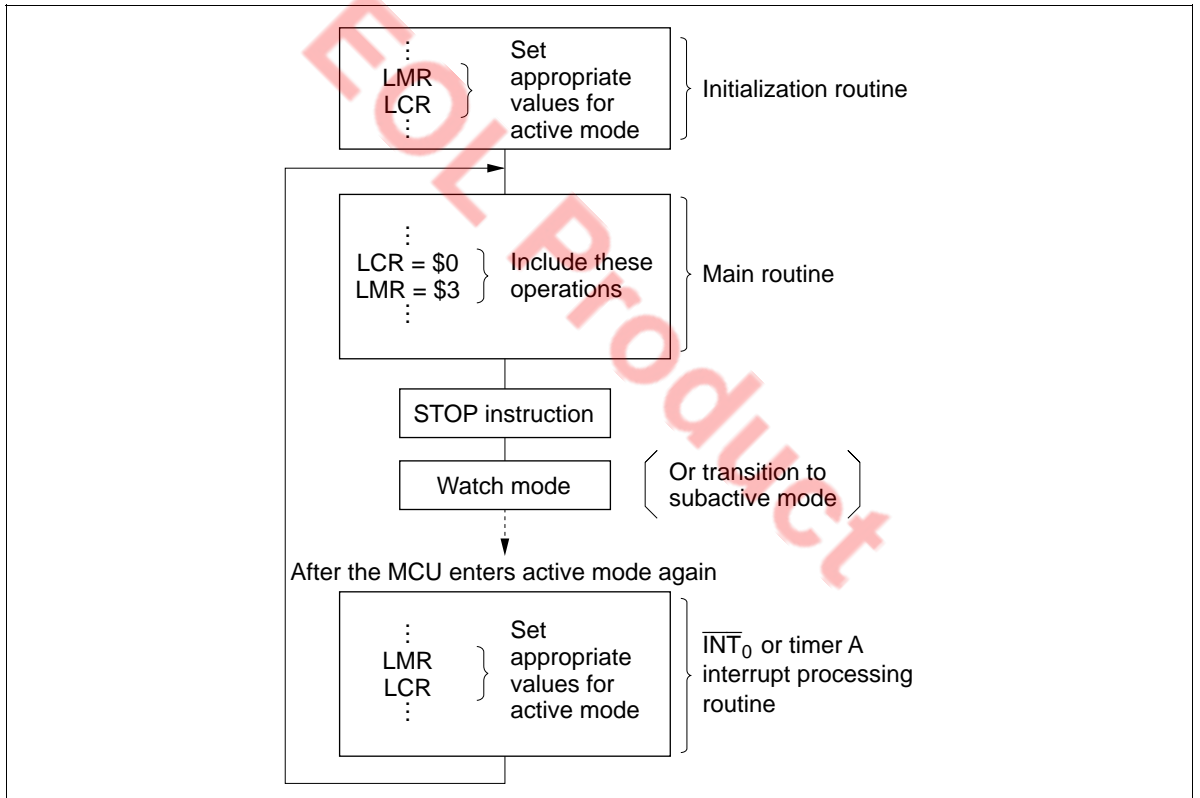 ⋮
LMR
LCR
⋮
Set
appropriate
values for
active mode
Initialization routine
⋮
LCR = $0
LMR = $3
⋮
Include these
operations
Main routine
STOP instruction
Watch mode
Or transition to
subactive mode
After the MCU enters active mode again
⋮
LMR
LCR
⋮
Set
appropriate
values for
active mode
I̅N̅T̅₀ or timer A
interrupt processing
routine
EOL Product